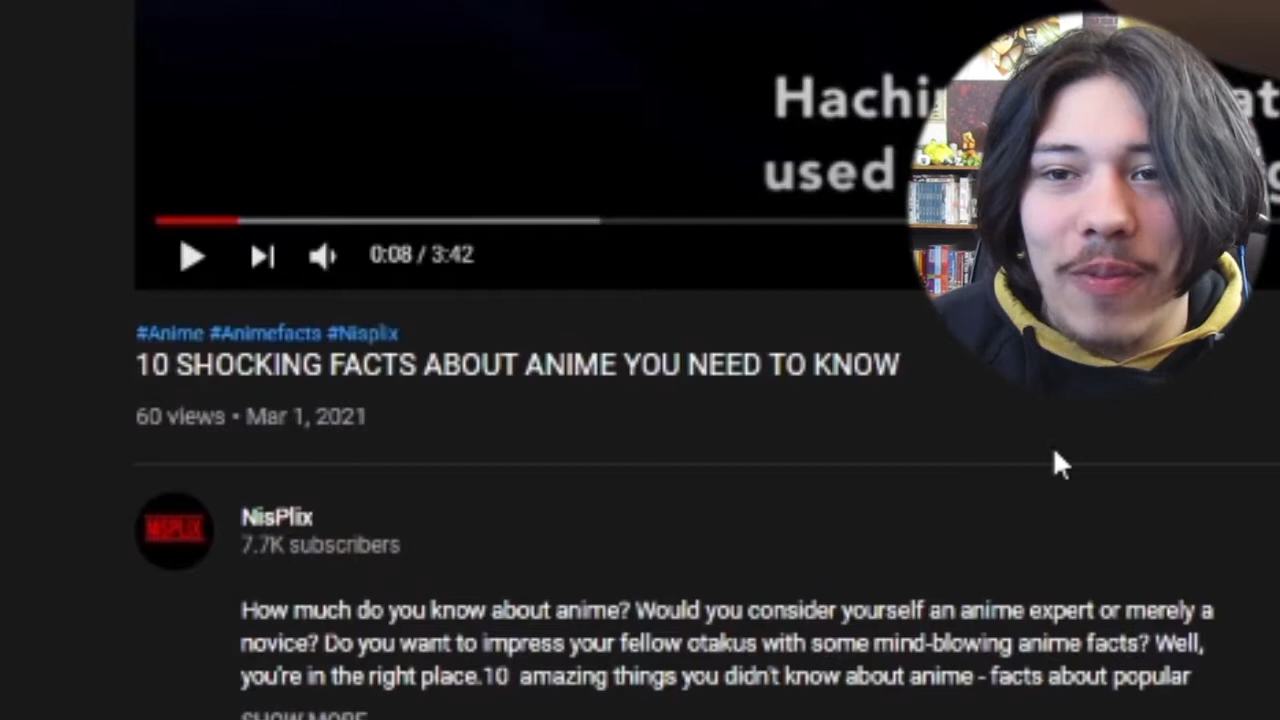 Hachi
used
0:08 / 3:42
#Anime #Animefacts #Nisplix
10 SHOCKING FACTS ABOUT ANIME YOU NEED TO KNOW
60 views • Mar 1, 2021
NISPLIX
NisPlix
7.7K subscribers
How much do you know about anime? Would you consider yourself an anime expert or merely a
novice? Do you want to impress your fellow otakus with some mind-blowing anime facts? Well,
you're in the right place.10 amazing things you didn't know about anime - facts about popular
SHOW MORE